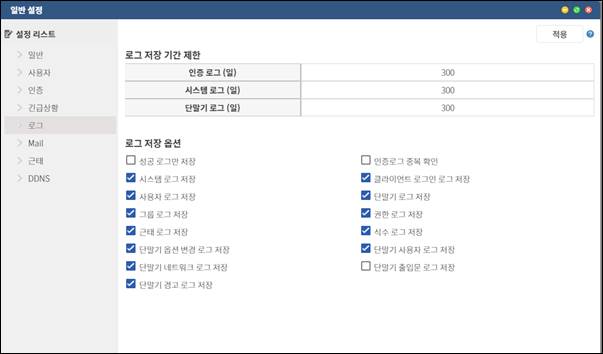 일반 설정
설정 리스트
적용
일반
사용자
인증
긴급상황
로그
Mail
근태
DDNS
로그 저장 기간 제한
인증 로그 (일) 300
시스템 로그 (일) 300
단말기 로그 (일) 300
로그 저장 옵션
성공 로그만 저장 인증로그 중복 확인
시스템 로그 저장 클라이언트 로그인 로그 저장
사용자 로그 저장 단말기 로그 저장
그룹 로그 저장 권한 로그 저장
근태 로그 저장 식수 로그 저장
단말기 옵션 변경 로그 저장 단말기 사용자 로그 저장
단말기 네트워크 로그 저장 단말기 출입문 로그 저장
단말기 경고 로그 저장